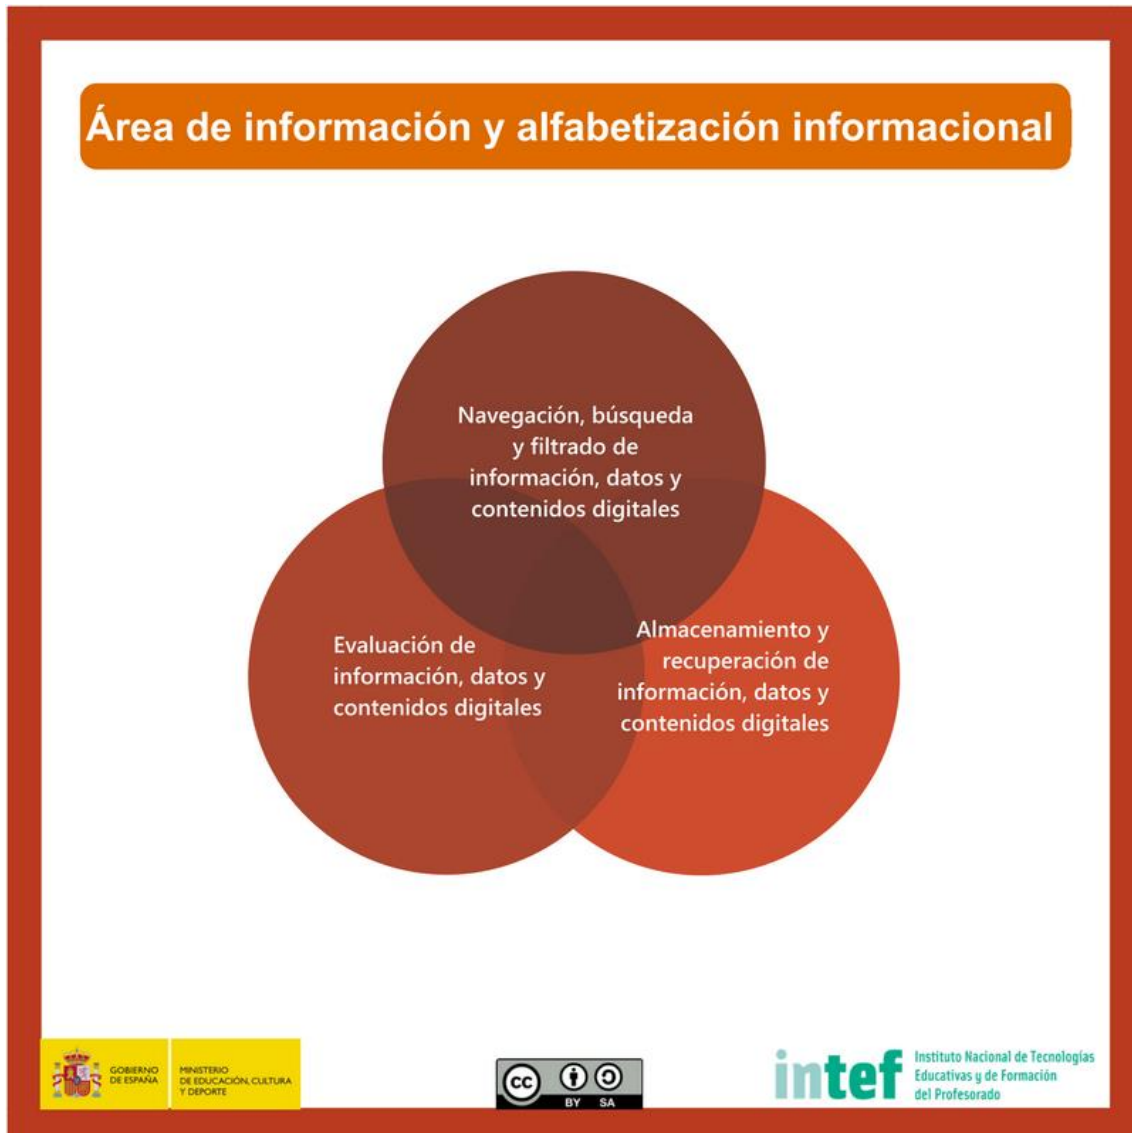 Área de información y alfabetización informacional
Navegación, búsqueda
y filtrado de
información, datos y
contenidos digitales
Evaluación de
información, datos y
contenidos digitales
Almacenamiento y
recuperación de
información, datos y
contenidos digitales
GOBIERNO
DE ESPAÑA
MINISTERIO
DE EDUCACIÓN, CULTURA
Y DEPORTE
cc
BY SA
intef
Instituto Nacional de Tecnologías
Educativas y de Formación
del Profesorado